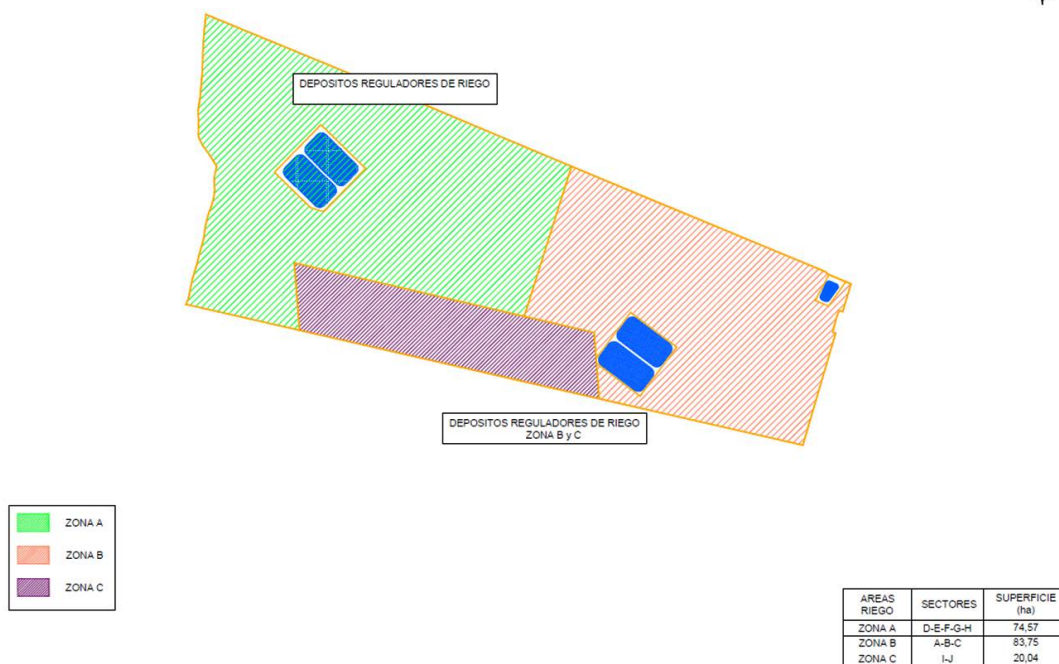 DEPOSITOS REGULADORES DE RIEGO
DEPOSITOS REGULADORES DE RIEGO
ZONA B y C
ZONA A
ZONA B
ZONA C
AREAS RIEGO SECTORES SUPERFICIE (ha)
ZONA A D-E-F-G-H 74,57
ZONA B A-B-C 83,75
ZONA C I-J 20,04